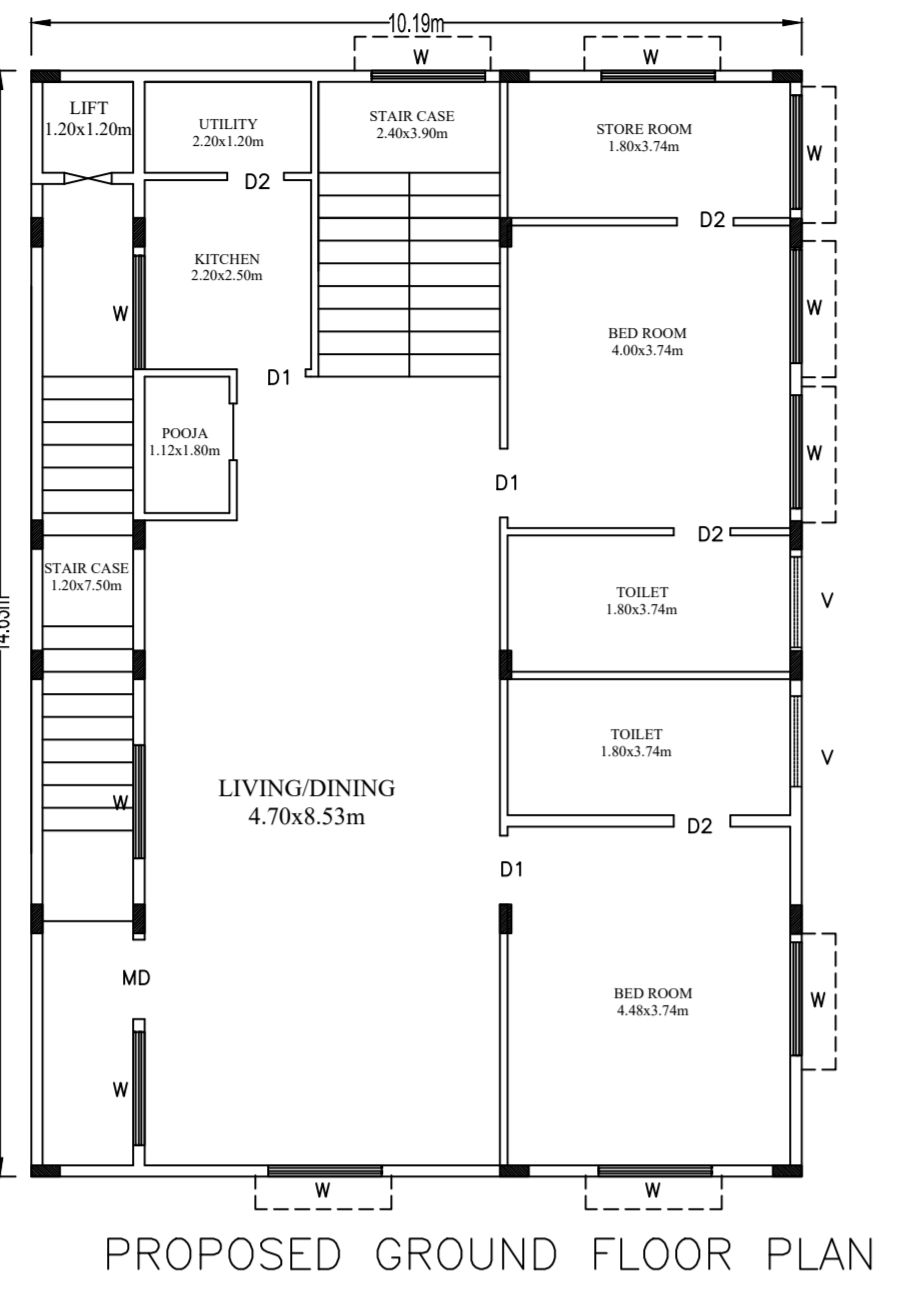 10.19m
W
W
LIFT
1.20x1.20m
UTILITY
2.20x1.20m
STAIR CASE
2.40x3.90m
STORE ROOM
1.80x3.74m
W
D2
D2
KITCHEN
2.20x2.50m
W
BED ROOM
4.00x3.74m
W
D1
POOJA
1.12x1.80m
W
D1
D2
STAIR CASE
1.20x7.50m
TOILET
1.80x3.74m
V
14.63m
TOILET
1.80x3.74m
V
LIVING/DINING
4.70x8.53m
W
D2
D1
MD
BED ROOM
4.48x3.74m
W
W
W
W
PROPOSED GROUND FLOOR PLAN